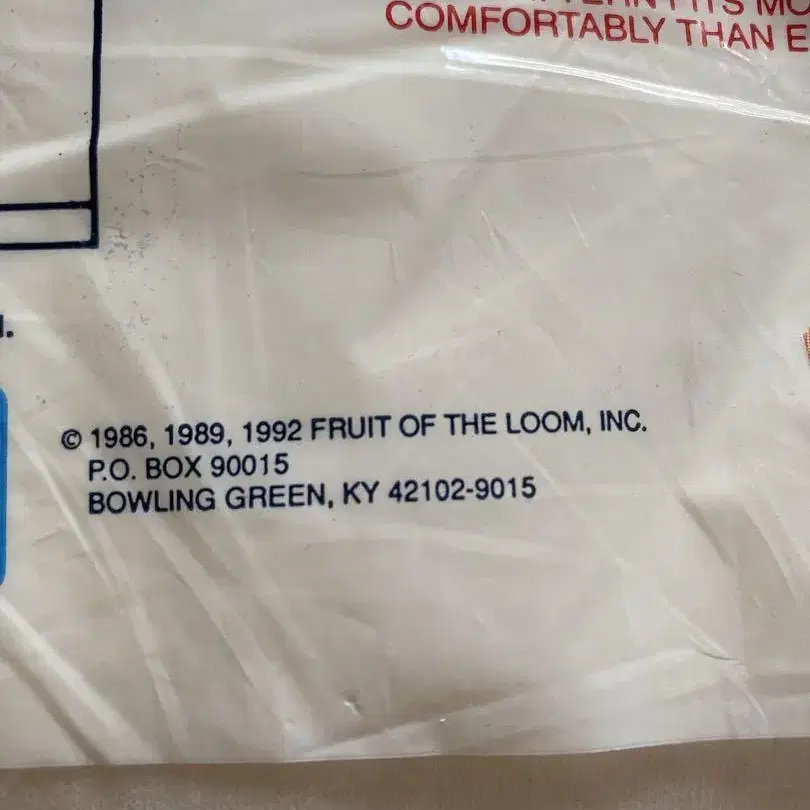 COMFORTABLY THAN E
© 1986, 1989, 1992 FRUIT OF THE LOOM, INC.
P.O. BOX 90015
BOWLING GREEN, KY 42102-9015